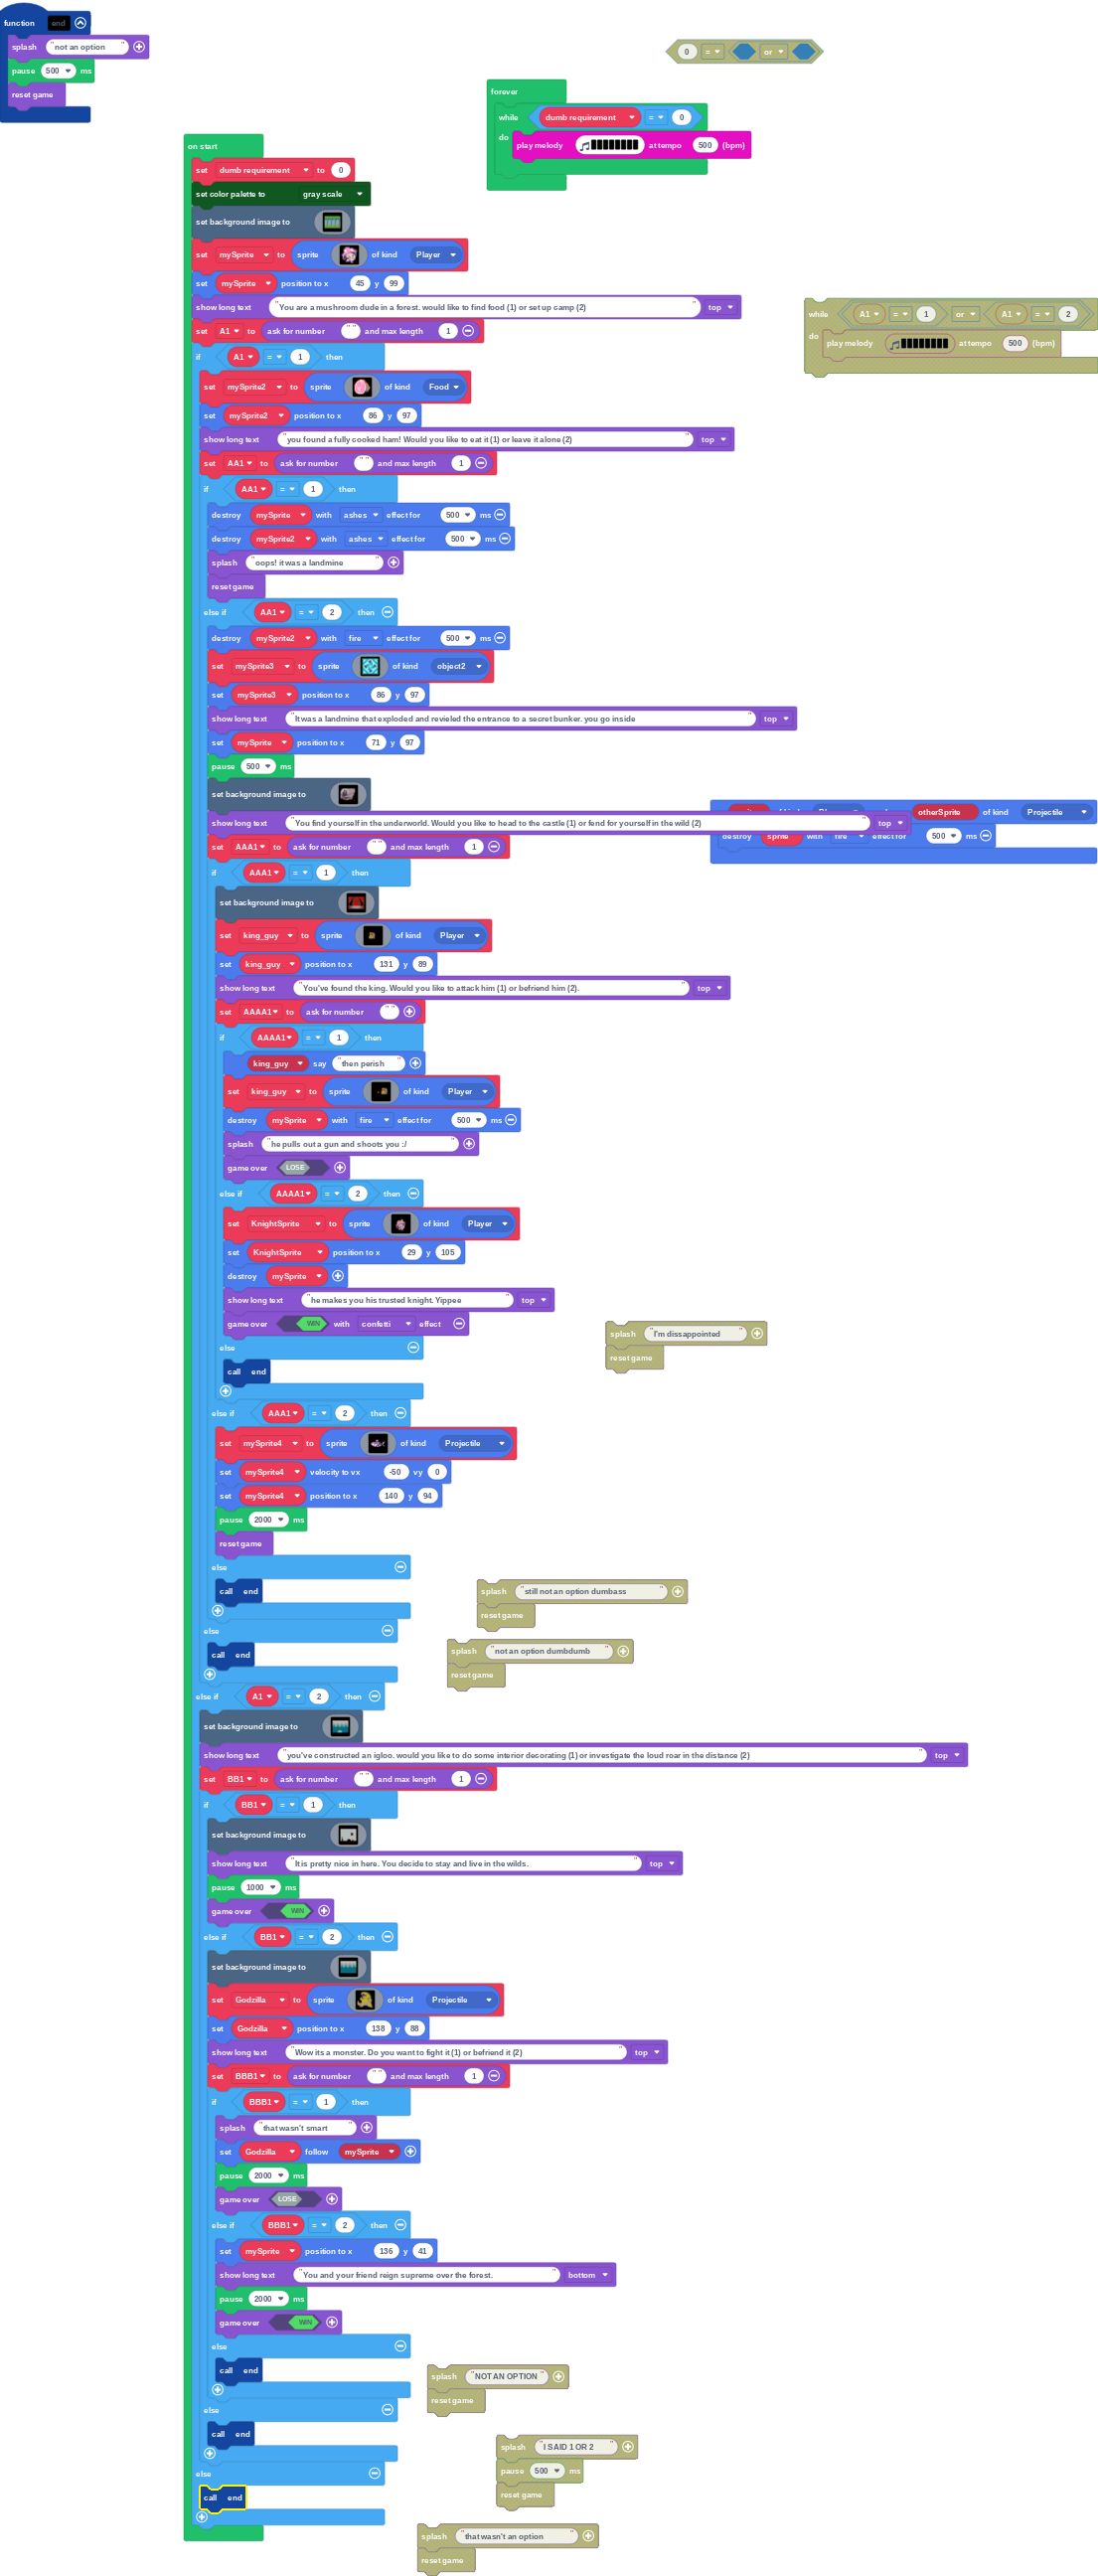 function end
splash "not an option"
pause 500 ms
reset game
0 = or
forever
while dumb requirement = 0
do play melody at tempo 500 (bpm)
on start
set dumb requirement to 0
set color palette to gray scale
set background image to
set mySprite to sprite of kind Player
set mySprite position to x 45 y 99
show long text "You are a mushroom dude in a forest. would like to find food (1) or set up camp (2)" top
set A1 to ask for number "" and max length 1
if A1 = 1 then
while A1 = 1 or A1 = 2
do play melody at tempo 500 (bpm)
set mySprite2 to sprite of kind Food
set mySprite2 position to x 86 y 97
show long text "you found a fully cooked ham! Would you like to eat it (1) or leave it alone (2)" top
set AA1 to ask for number "" and max length 1
if AA1 = 1 then
destroy mySprite with ashes effect for 500 ms
destroy mySprite2 with ashes effect for 500 ms
splash "oops! it was a landmine"
reset game
else if AA1 = 2 then
destroy mySprite2 with fire effect for 500 ms
set mySprite3 to sprite of kind object2
set mySprite3 position to x 86 y 97
show long text "It was a landmine that exploded and revieled the entrance to a secret bunker. you go inside" top
set mySprite position to x 71 y 97
pause 500 ms
set background image to
otherSprite of kind Projectile
show long text "You find yourself in the underworld. Would you like to head to the castle (1) or fend for yourself in the wild (2)" top
destroy sprite with fire effect for 500 ms
set AAA1 to ask for number "" and max length 1
if AAA1 = 1 then
set background image to
set king_guy to sprite of kind Player
set king_guy position to x 131 y 89
show long text "You've found the king. Would you like to attack him (1) or befriend him (2)." top
set AAAA1 to ask for number ""
if AAAA1 = 1 then
king_guy say "then perish"
set king_guy to sprite of kind Player
destroy mySprite with fire effect for 500 ms
splash "he pulls out a gun and shoots you :/"
game over LOSE
else if AAAA1 = 2 then
set KnightSprite to sprite of kind Player
set KnightSprite position to x 29 y 105
destroy mySprite
show long text "he makes you his trusted knight. Yippee" top
game over WIN with confetti effect
else
call end
splash "I'm dissappointed"
reset game
else if AAA1 = 2 then
set mySprite4 to sprite of kind Projectile
set mySprite4 velocity to vx -50 vy 0
set mySprite4 position to x 140 y 94
pause 2000 ms
reset game
else
call end
splash "still not an option dumbass"
reset game
else
call end
splash "not an option dumbdumb"
reset game
else if A1 = 2 then
set background image to
show long text "you've constructed an igloo. would you like to do some interior decorating (1) or investigate the loud roar in the distance (2)" top
set BB1 to ask for number "" and max length 1
if BB1 = 1 then
set background image to
show long text "It is pretty nice in here. You decide to stay and live in the wilds." top
pause 1000 ms
game over WIN
else if BB1 = 2 then
set background image to
set Godzilla to sprite of kind Projectile
set Godzilla position to x 138 y 88
show long text "Wow its a monster. Do you want to fight it (1) or befriend it (2)" top
set BBB1 to ask for number "" and max length 1
if BBB1 = 1 then
splash "that wasn't smart"
set Godzilla follow mySprite
pause 2000 ms
game over LOSE
else if BBB1 = 2 then
set mySprite position to x 136 y 41
show long text "You and your friend reign supreme over the forest." bottom
pause 2000 ms
game over WIN
else
call end
splash "NOT AN OPTION"
reset game
else
call end
splash "I SAID 1 OR 2"
pause 500 ms
reset game
else
call end
splash "that wasn't an option"
reset game